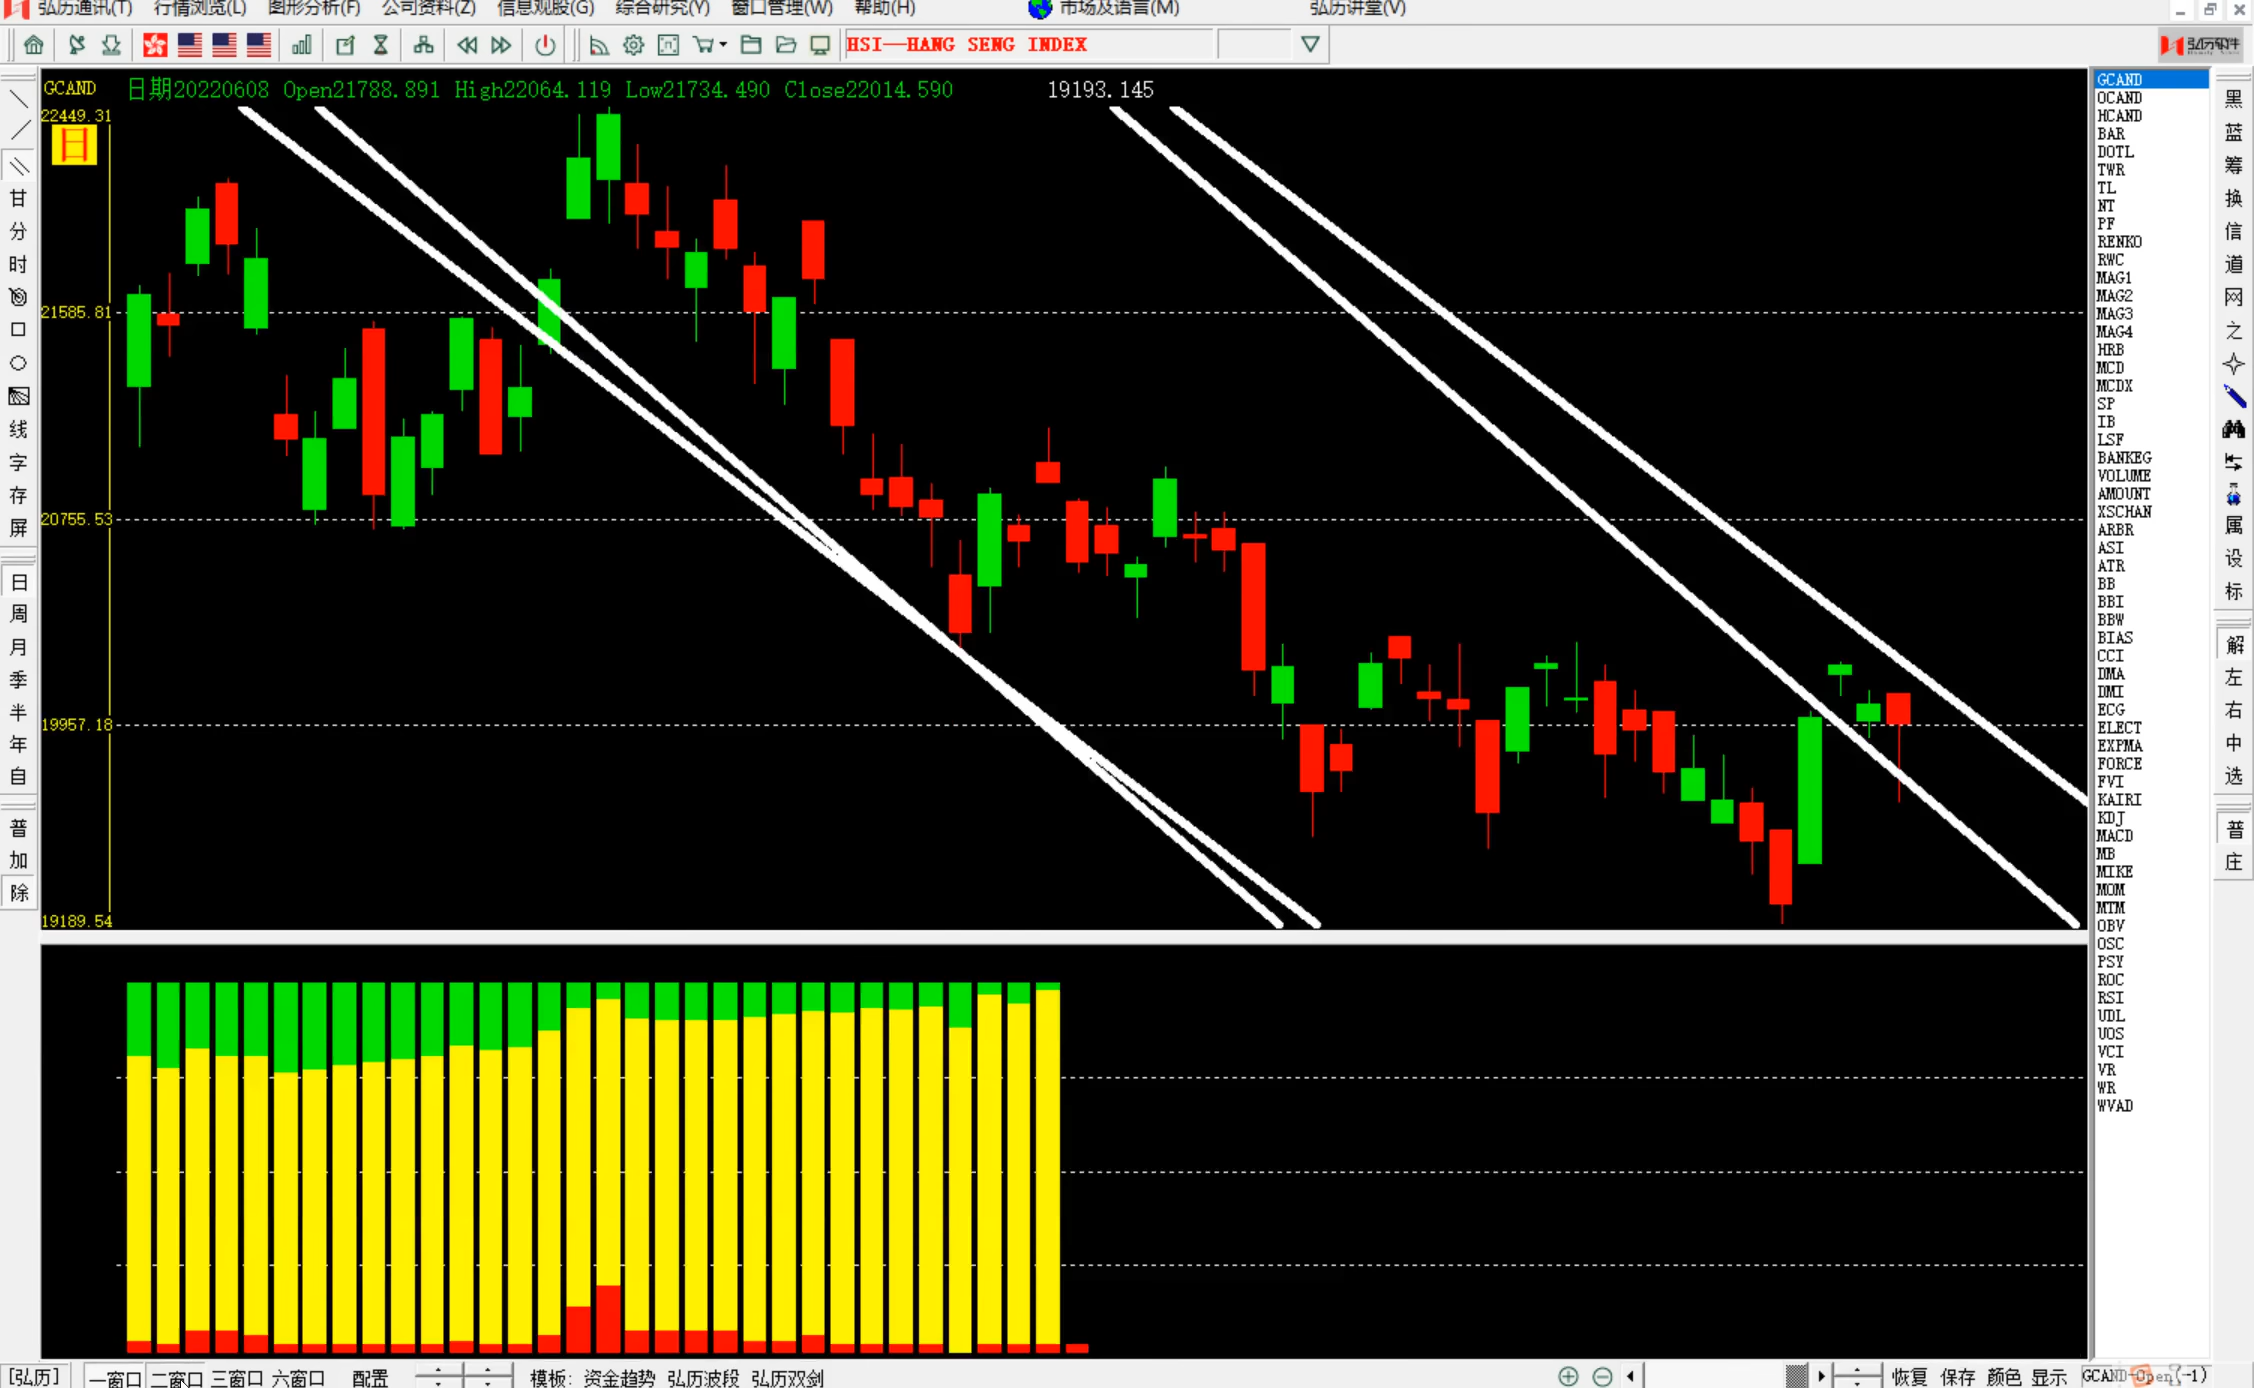 弘历通讯(T) 行情浏览(L) 图形分析(F) 公司资料(Z) 信息观股(G) 综合研究(Y) 窗口管理(W) 帮助(H) 市场及语言(M) 弘历讲堂(V)
HSI—HANG SENG INDEX
弘历软件
GCAND 日期20220608 Open21788.891 High22064.119 Low21734.490 Close22014.590 19193.145
22449.31
日
21585.81
20755.53
19957.18
19189.54
甘
分
时
线
字
存
屏
日
周
月
季
半
年
自
普
加
除
GCAND
OCAND
HCAND
BAR
DOTL
TWR
TL
NT
PF
RENKO
RWC
MAG1
MAG2
MAG3
MAG4
HRB
MCD
MCDX
SP
IB
LSF
BANKEG
VOLUME
AMOUNT
XSCHAN
ARBR
ASI
ATR
BB
BBI
BBW
BIAS
CCI
DMA
DMI
ECG
ELECT
EXPMA
FORCE
FVI
KAIRI
KDJ
MACD
MB
MIKE
MOM
MTM
OBV
OSC
PSY
ROC
RSI
UDL
UOS
VCI
VR
WR
WVAD
黑
蓝
筹
换
信
道
网
之
属
设
标
解
左
右
中
选
普
庄
[弘历] 一窗口 二窗口 三窗口 六窗口 配置 模板: 资金趋势 弘历波段 弘历双剑 恢复 保存 颜色 显示 GCAND-Open(-1)